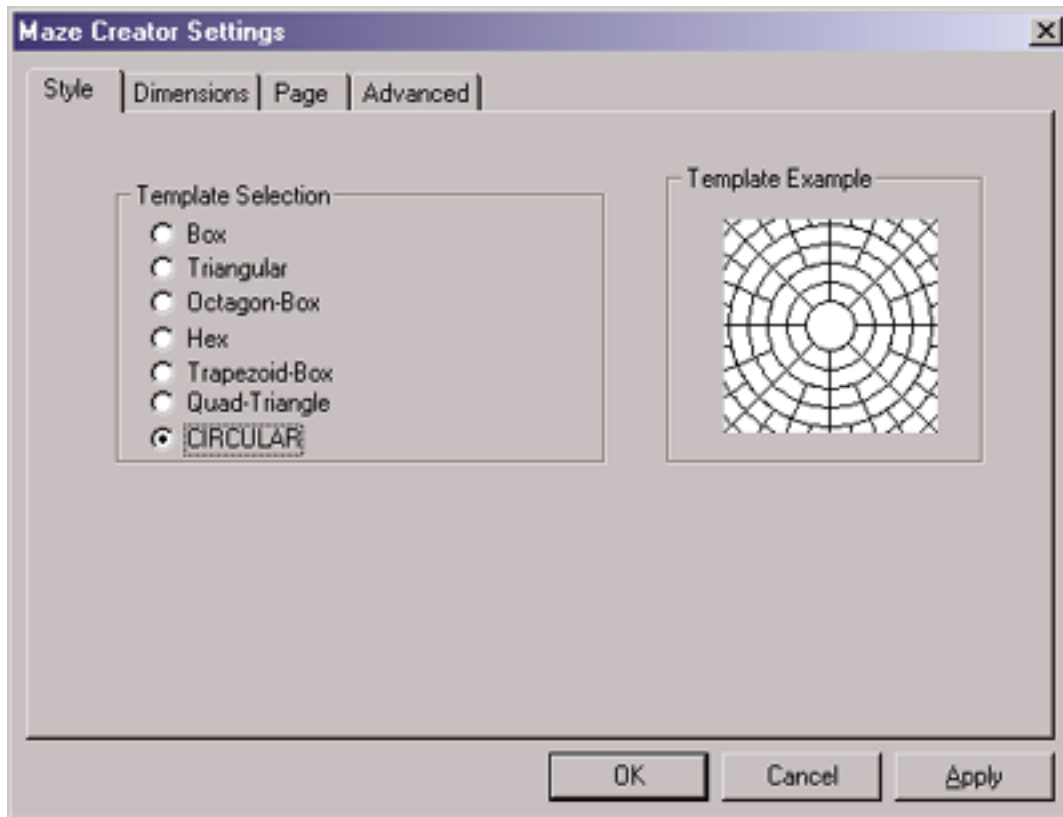 Maze Creator Settings
Style Dimensions Page Advanced
Template Selection
Box
Triangular
Octagon-Box
Hex
Trapezoid-Box
Quad-Triangle
CIRCULAR
Template Example
OK Cancel Apply